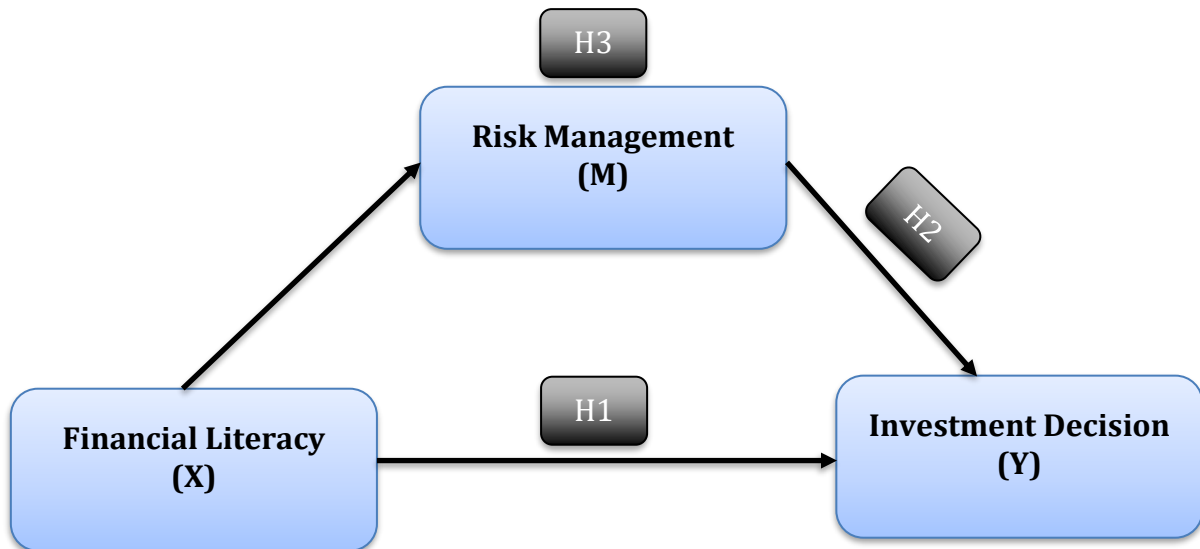 H3
Risk Management
(M)
H2
H1
Financial Literacy
(X)
Investment Decision
(Y)